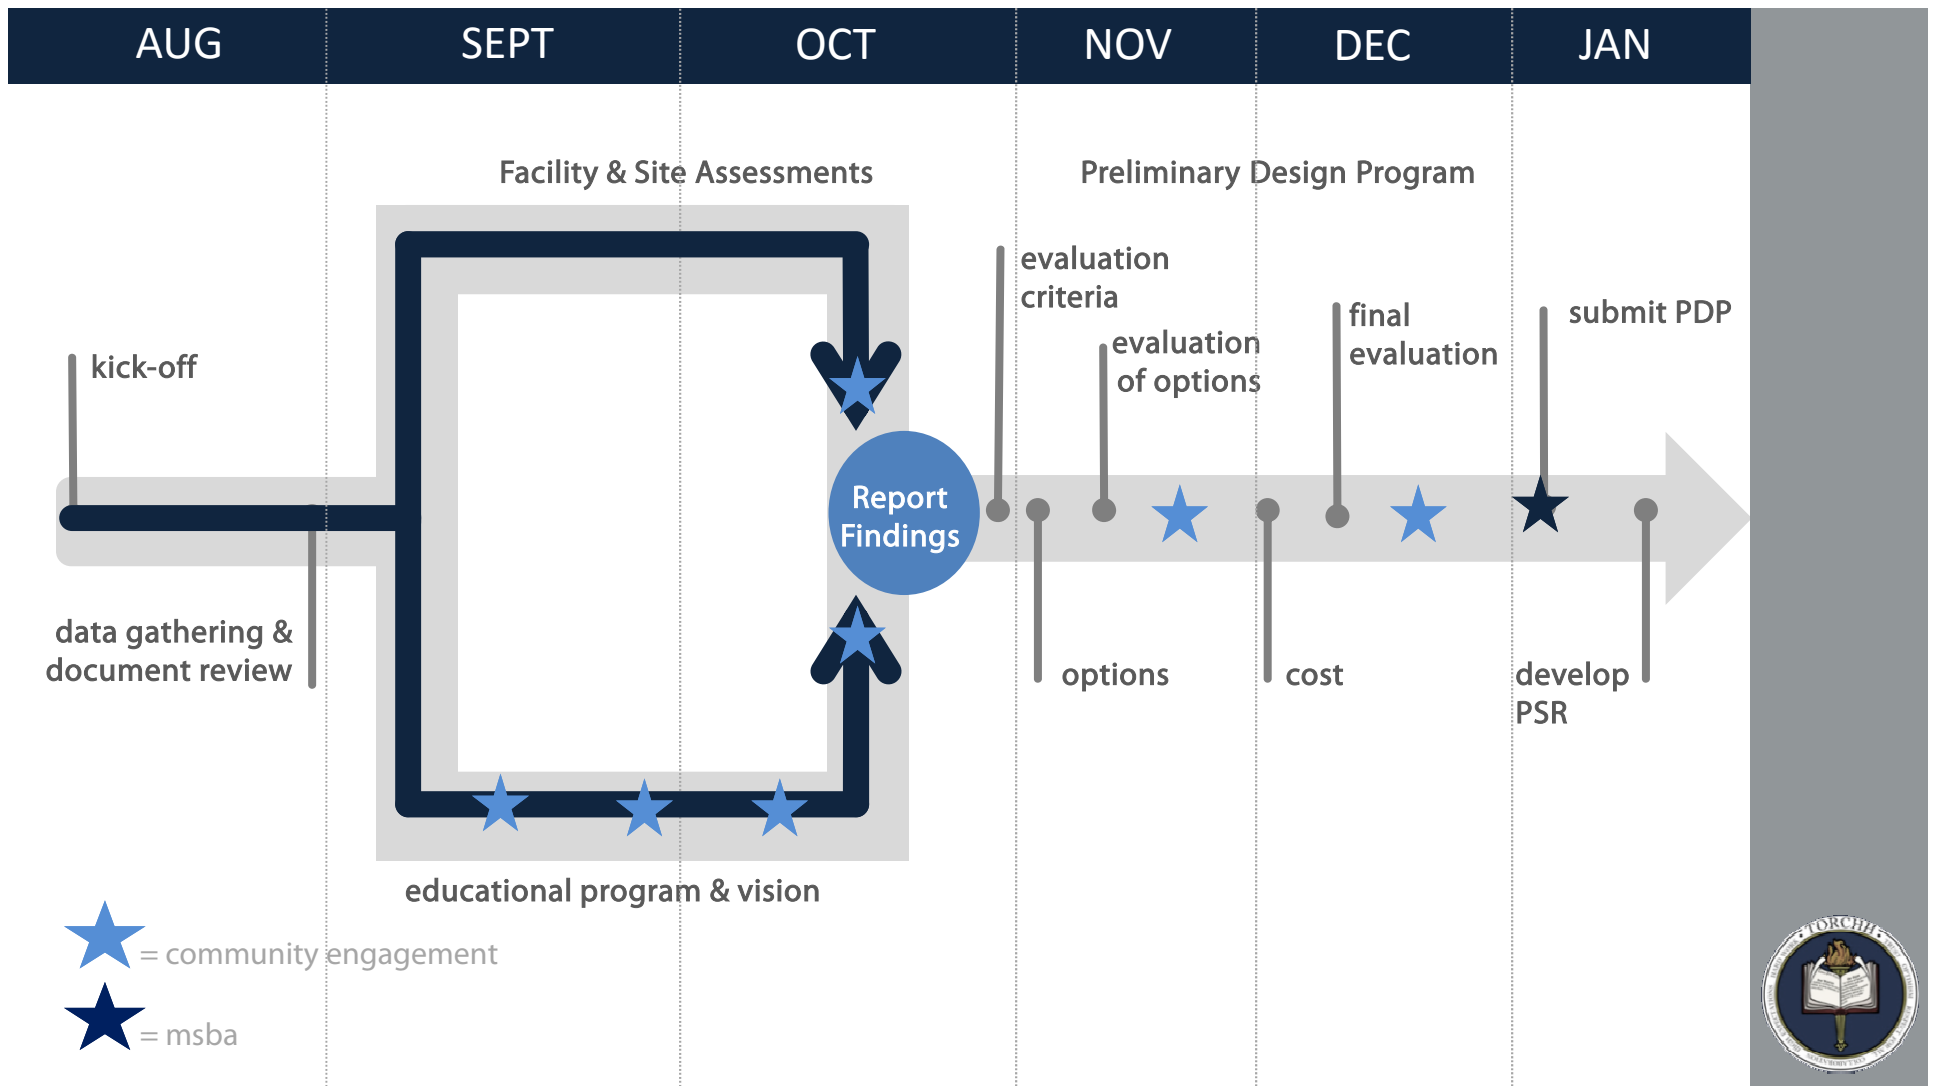 AUG SEPT OCT NOV DEC JAN
Facility & Site Assessments
Preliminary Design Program
evaluation
criteria
evaluation
of options
final
evaluation
submit PDP
kick-off
Report
Findings
data gathering &
document review
options
cost
develop
PSR
educational program & vision
= community engagement
= msba
TORCHH